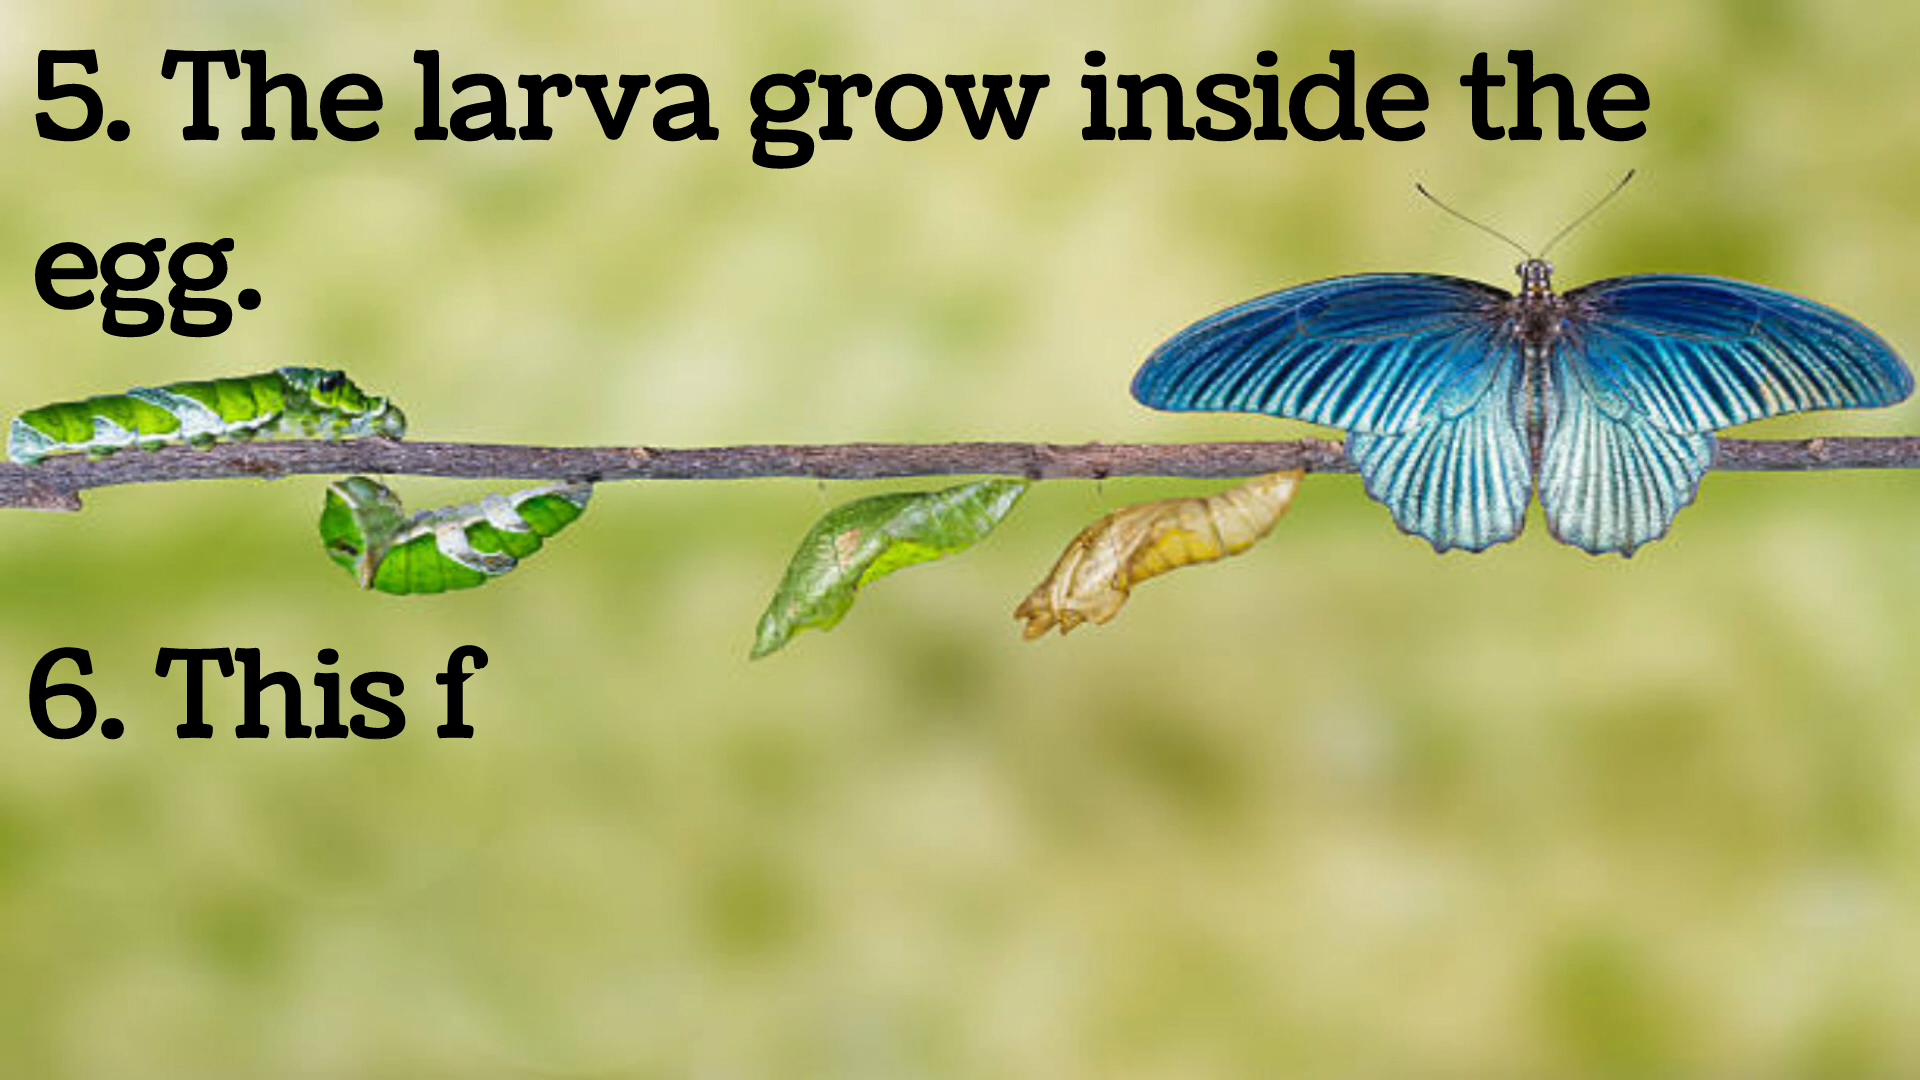 5. The larva grow inside the
egg.
6. This f